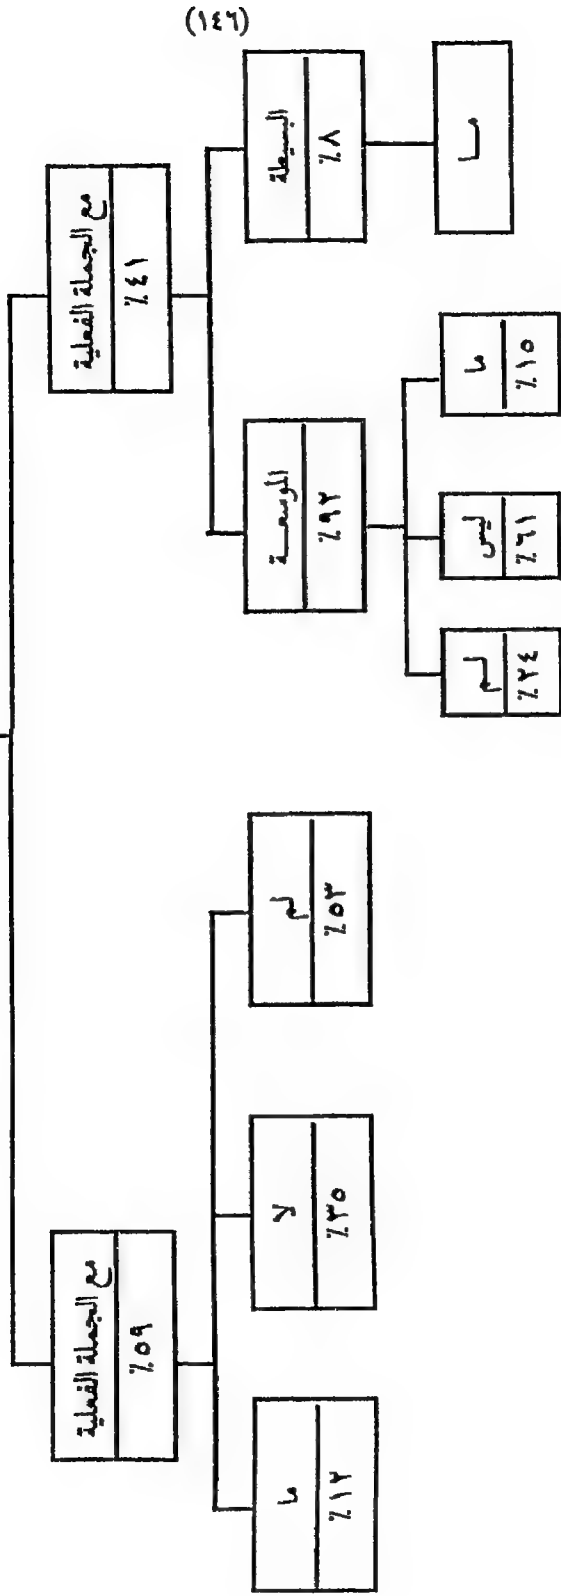 (١٤٦)
مع الجملة الفعلية
٪٤١
مع الجملة الفعلية
٪٥٩
البسيطة
٪٨
الموسعة
٪٩٢
لم
٪٥٣
لا
٪٣٥
ما
٪١٢
ما
ما
٪١٥
ليس
٪٦١
لم
٪٢٤